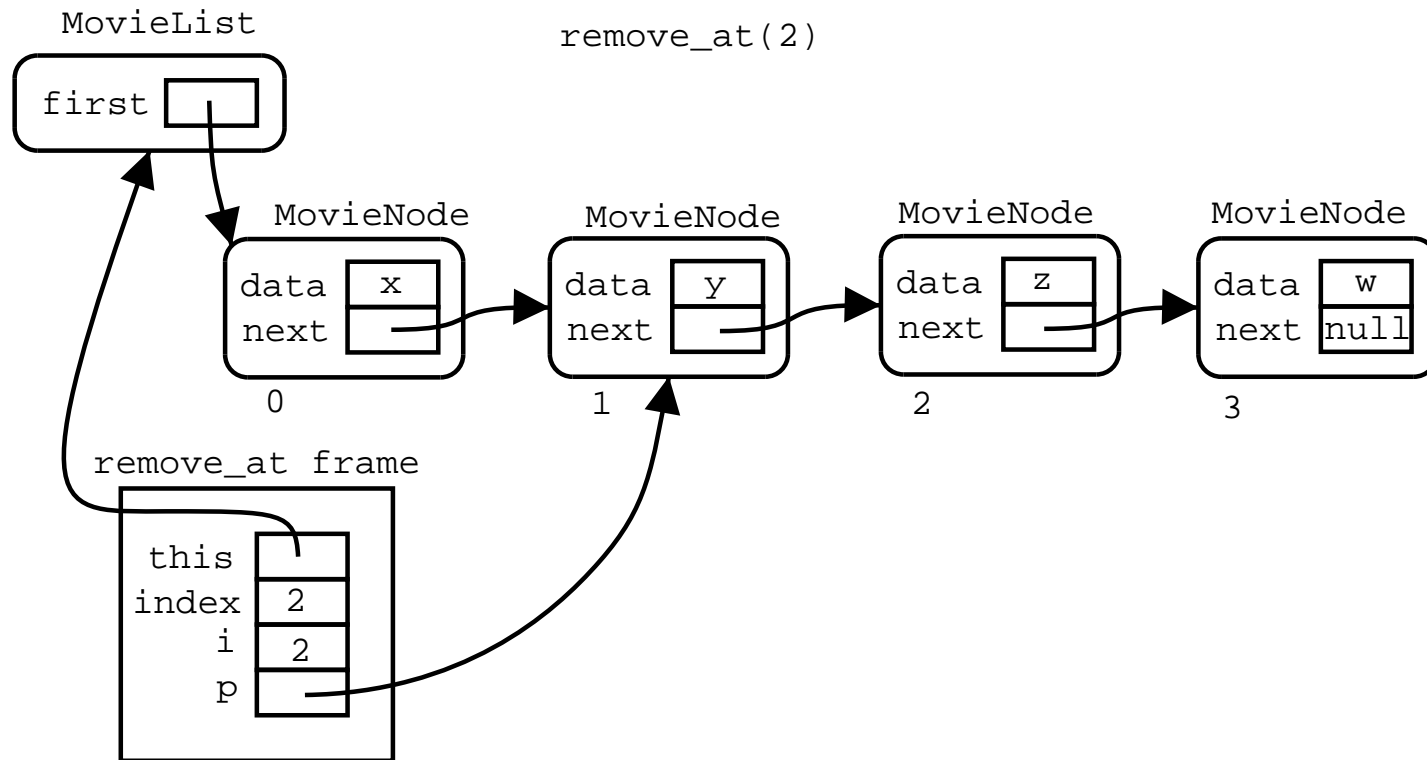 MovieList
remove_at(2)
first
MovieNode
MovieNode
MovieNode
MovieNode
data x
next
data y
next
data z
next
data w
next null
0
1
2
3
remove_at frame
this
index 2
i 2
p